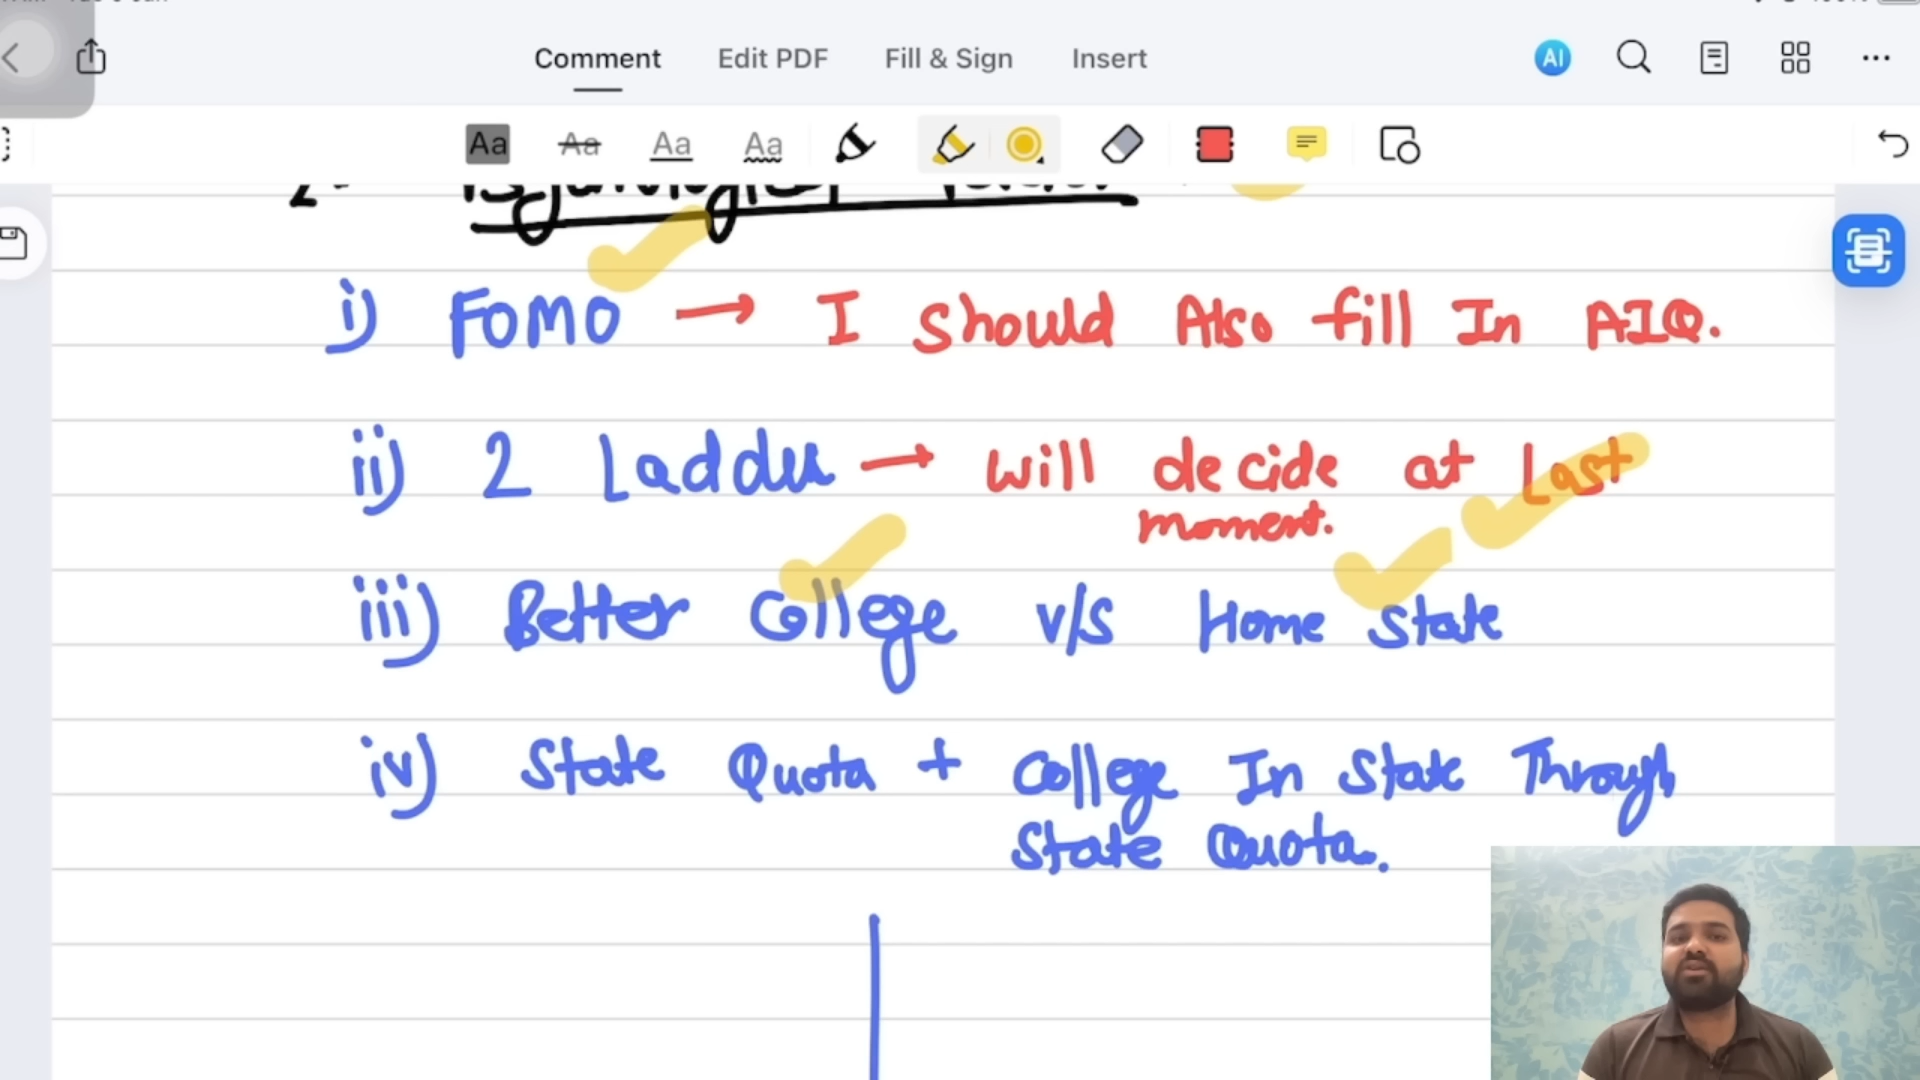 Comment Edit PDF Fill & Sign Insert AI
Aa Aa Aa Aa
2.
i) FOMO → I Should Also fill In AIQ.
ii) 2 Laddu → will decide at Last
moment.
iii) Better College v/s Home State
iv) State Quota + College In State Through
State Quota.